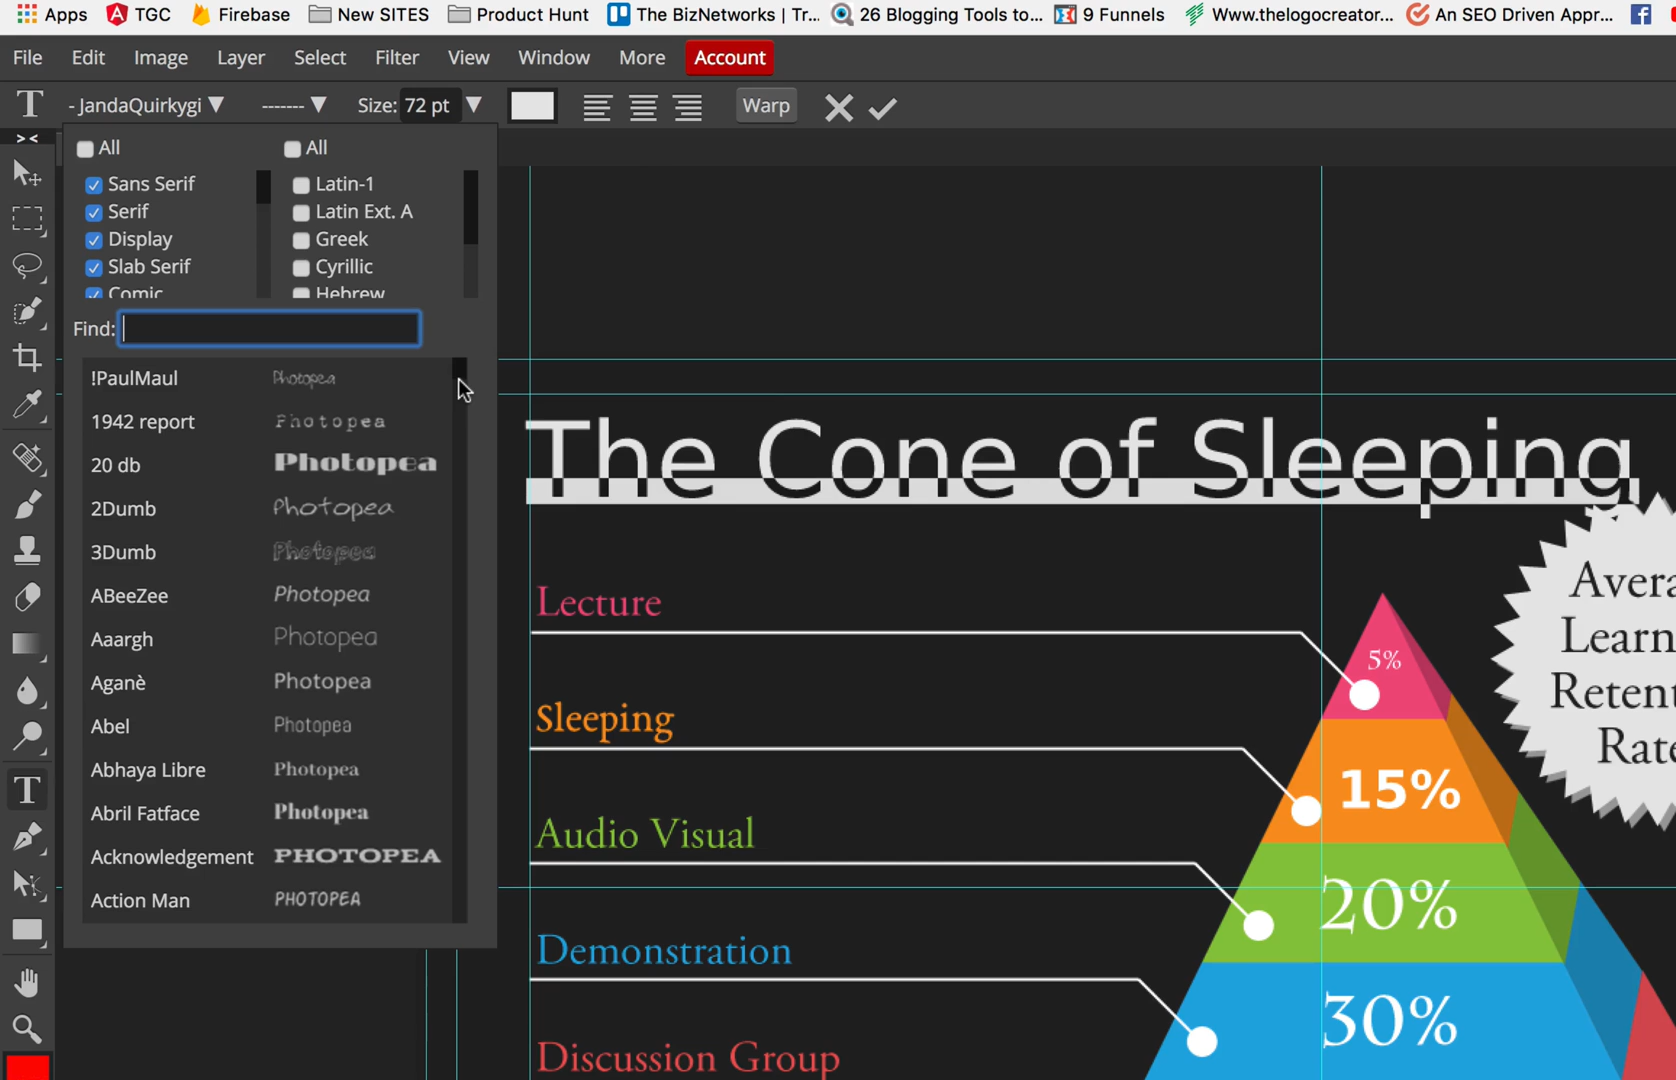 Apps TGC Firebase New SITES Product Hunt The BizNetworks | Tr... 26 Blogging Tools to... 9 Funnels Www.thelogocreator... An SEO Driven Appr...
File Edit Image Layer Select Filter View Window More Account
- JandaQuirkygi ------- Size: 72 pt Warp
All All
Sans Serif Latin-1
Serif Latin Ext. A
Display Greek
Slab Serif Cyrillic
Comic Hebrew
Find:
!PaulMaul Photopea
1942 report Photopea
20 db Photopea
2Dumb Photopea
3Dumb Photopea
ABeeZee Photopea
Aaargh Photopea
Aganè Photopea
Abel Photopea
Abhaya Libre Photopea
Abril Fatface Photopea
Acknowledgement PHOTOPEA
Action Man PHOTOPEA
The Cone of Sleeping
Lecture
5%
Sleeping
15%
Audio Visual
20%
Demonstration
30%
Discussion Group
Avera
Learn
Retent
Rate